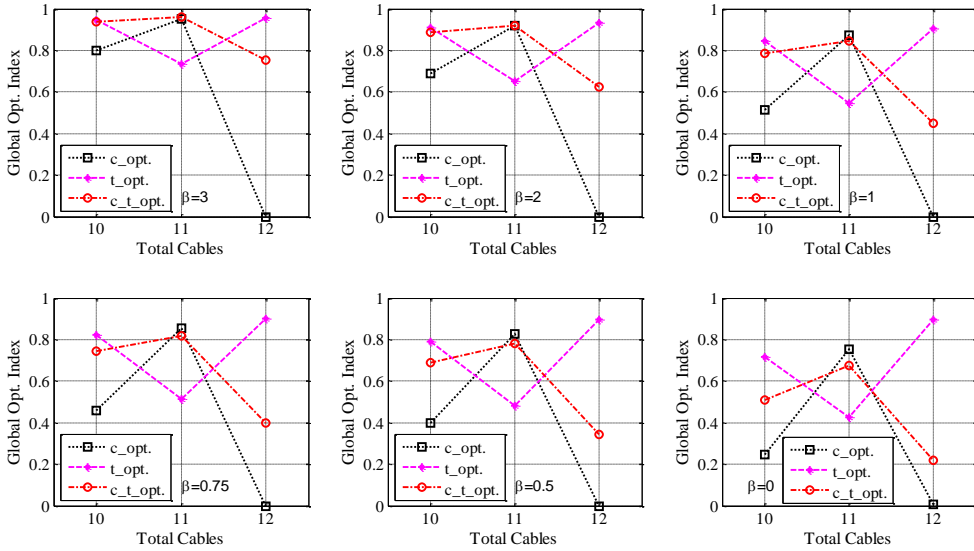 Global Opt. Index
1
0.8
0.6
0.4
0.2
0
c_opt.
t_opt.
c_t_opt.
β=3
10
11
12
Total Cables
Global Opt. Index
1
0.8
0.6
0.4
0.2
0
c_opt.
t_opt.
c_t_opt.
β=2
10
11
12
Total Cables
Global Opt. Index
1
0.8
0.6
0.4
0.2
0
c_opt.
t_opt.
c_t_opt.
β=1
10
11
12
Total Cables
Global Opt. Index
1
0.8
0.6
0.4
0.2
0
c_opt.
t_opt.
c_t_opt.
β=0.75
10
11
12
Total Cables
Global Opt. Index
1
0.8
0.6
0.4
0.2
0
c_opt.
t_opt.
c_t_opt.
β=0.5
10
11
12
Total Cables
Global Opt. Index
1
0.8
0.6
0.4
0.2
0
β=0
c_opt.
t_opt.
c_t_opt.
10
11
12
Total Cables